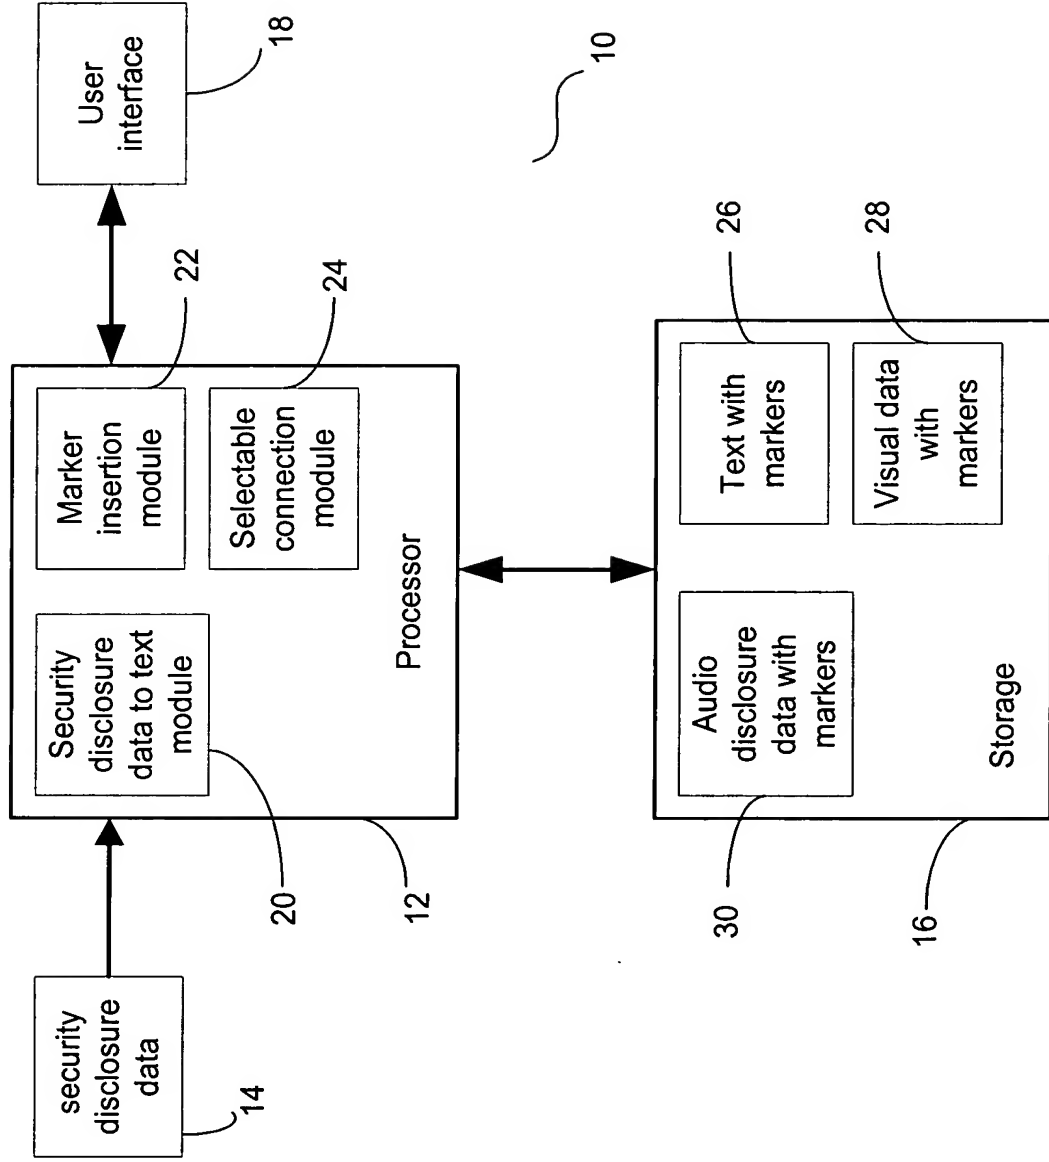 security
disclosure
data
14
Security
disclosure
data to text
module
20
Marker
insertion
module
22
Selectable
connection
module
24
Processor
12
User
interface
18
10
Audio
disclosure
data with
markers
30
Text with
markers
26
Visual data
with
markers
28
Storage
16